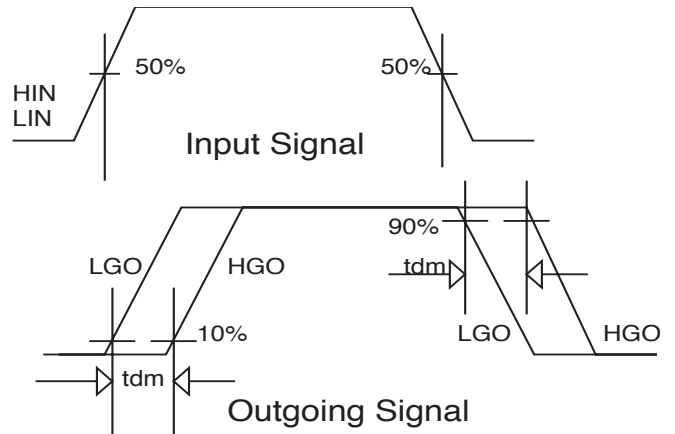 50%
50%
HIN
LIN
Input Signal
90%
LGO
HGO
tdm
10%
LGO
HGO
tdm
Outgoing Signal